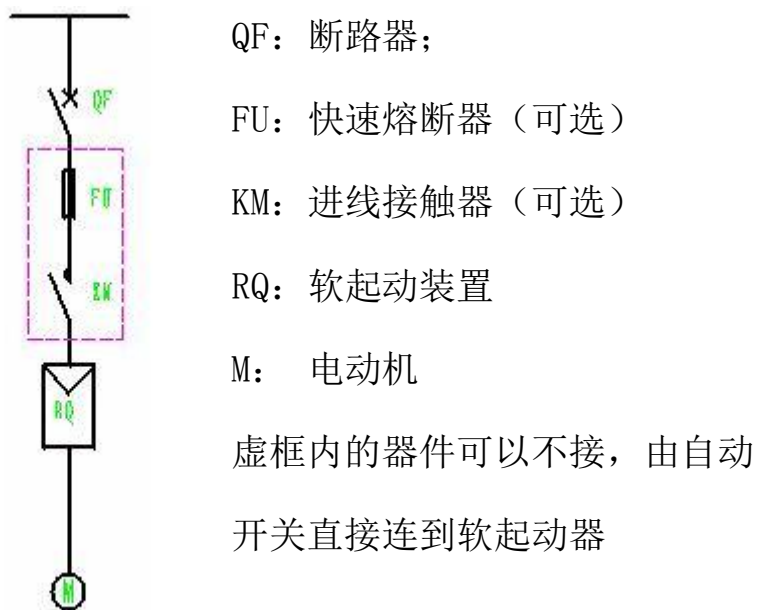 QF：断路器；
QF
FU：快速熔断器（可选）
FU
KM：进线接触器（可选）
KM
RQ：软起动装置
RQ
M： 电动机
M
虚框内的器件可以不接，由自动
开关直接连到软起动器